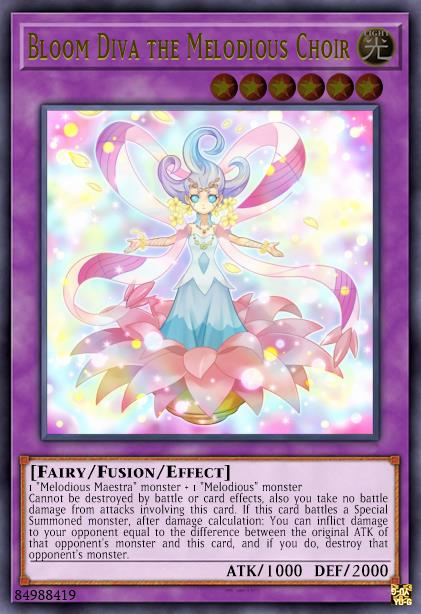 Bloom Diva the Melodious Choir
LIGHT
光
[Fairy/Fusion/Effect]
1 "Melodious Maestra" monster + 1 "Melodious" monster
Cannot be destroyed by battle or card effects, also you take no battle
damage from attacks involving this card. If this card battles a Special
Summoned monster, after damage calculation: You can inflict damage
to your opponent equal to the difference between the original ATK of
that opponent's monster and this card, and if you do, destroy that
opponent's monster.
ATK/1000 DEF/2000
84988419